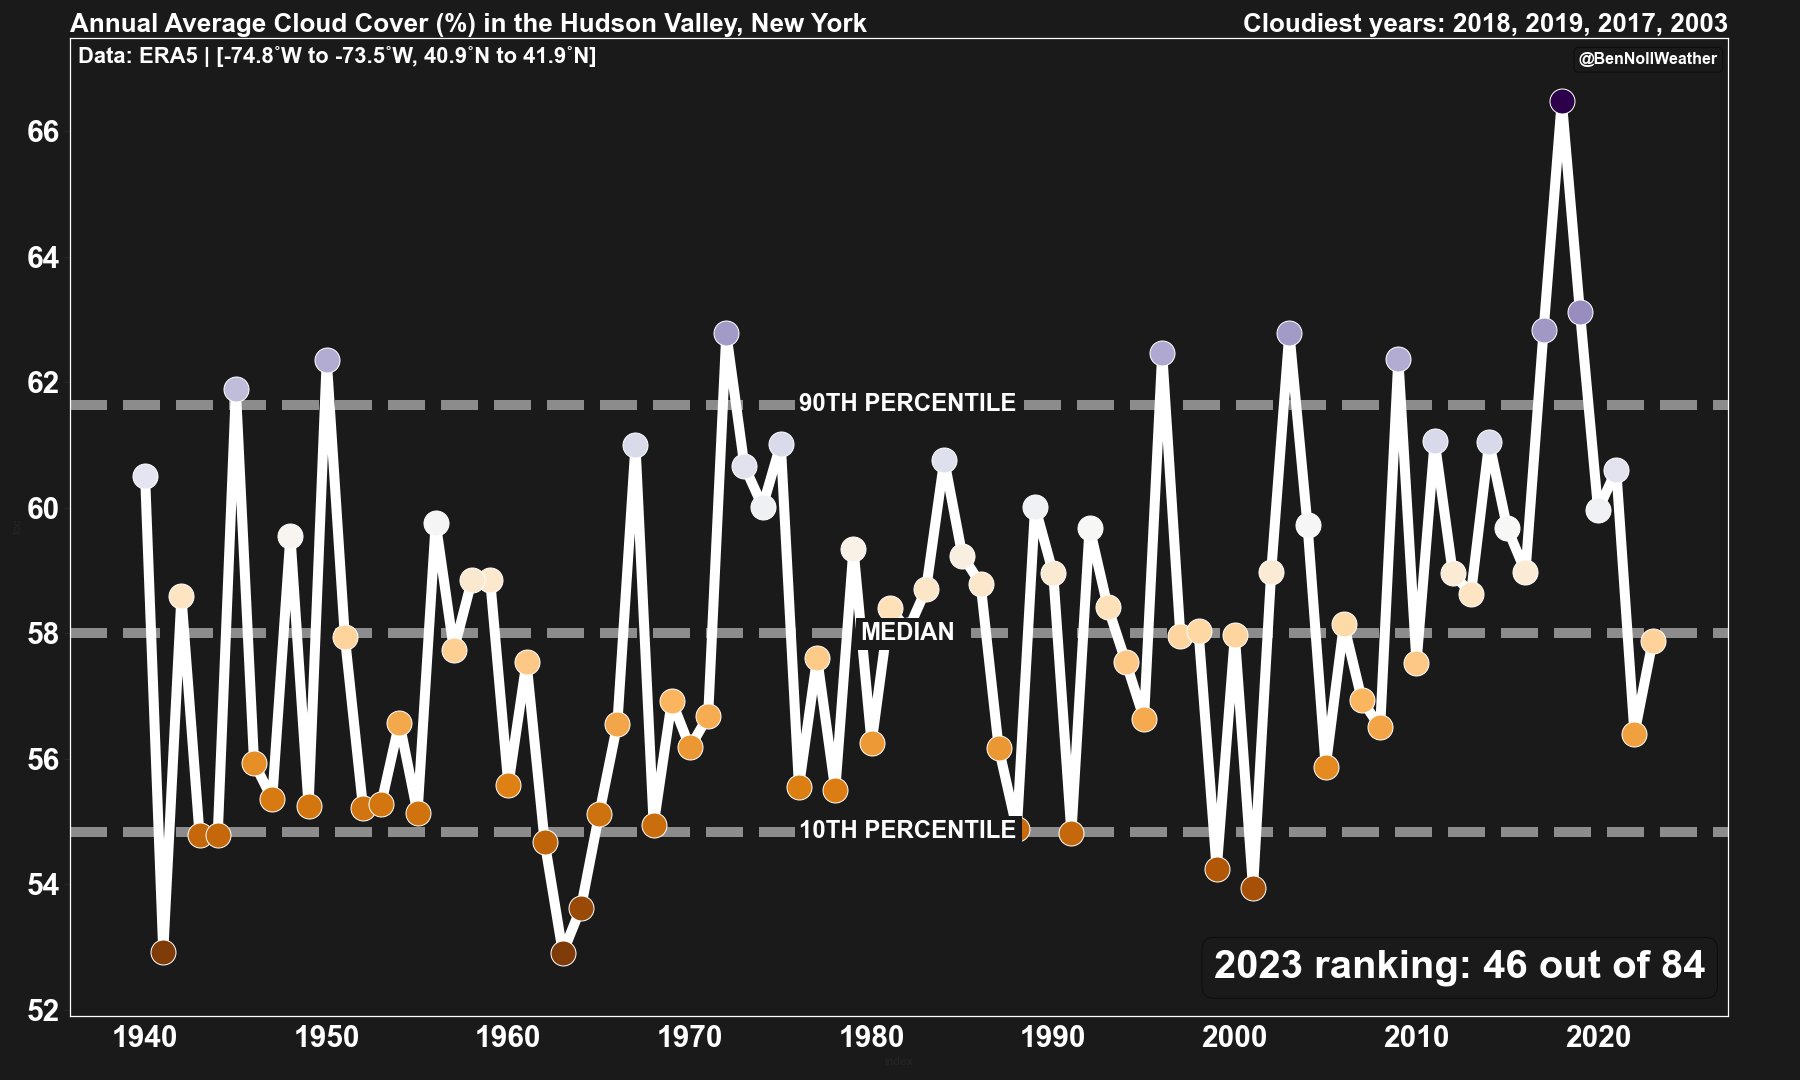 Annual Average Cloud Cover (%) in the Hudson Valley, New York
Cloudiest years: 2018, 2019, 2017, 2003
Data: ERA5 | [-74.8°W to -73.5°W, 40.9°N to 41.9°N]
@BenNollWeather
66
64
62
90TH PERCENTILE
60
58
MEDIAN
56
10TH PERCENTILE
54
2023 ranking: 46 out of 84
52
1940 1950 1960 1970 1980 1990 2000 2010 2020
index